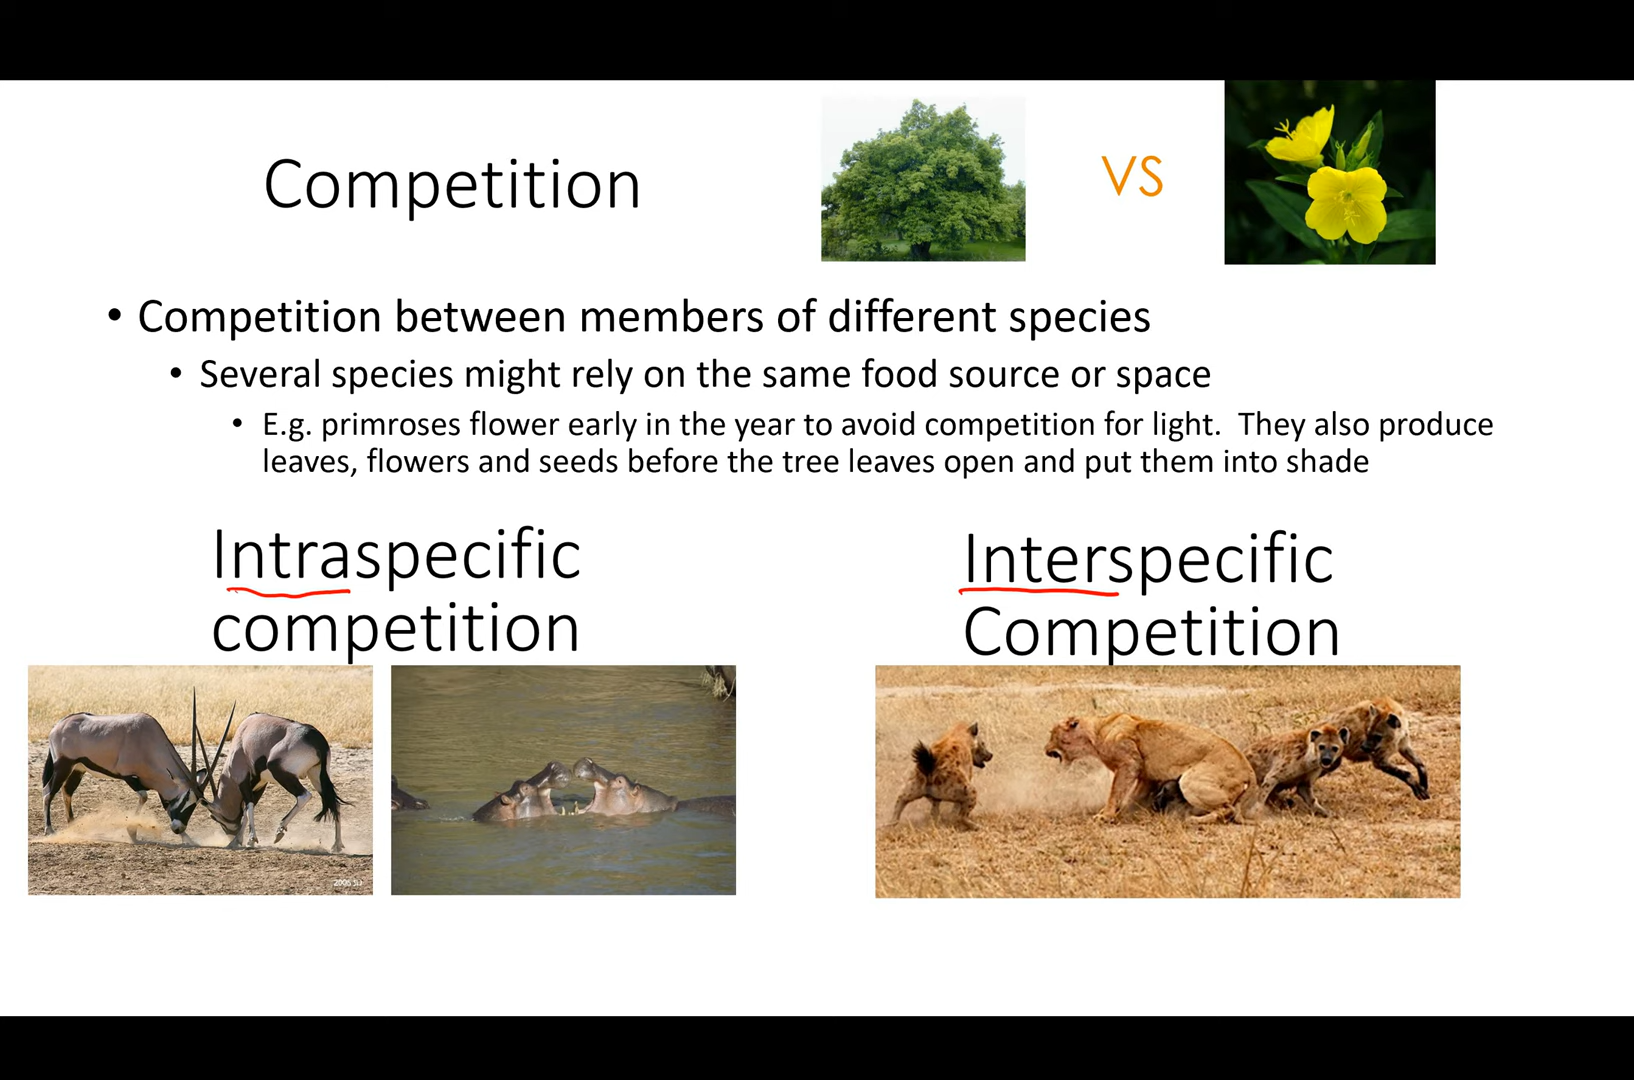 Competition
VS
• Competition between members of different species
• Several species might rely on the same food source or space
• E.g. primroses flower early in the year to avoid competition for light. They also produce
leaves, flowers and seeds before the tree leaves open and put them into shade
Intraspecific
competition
Interspecific
Competition